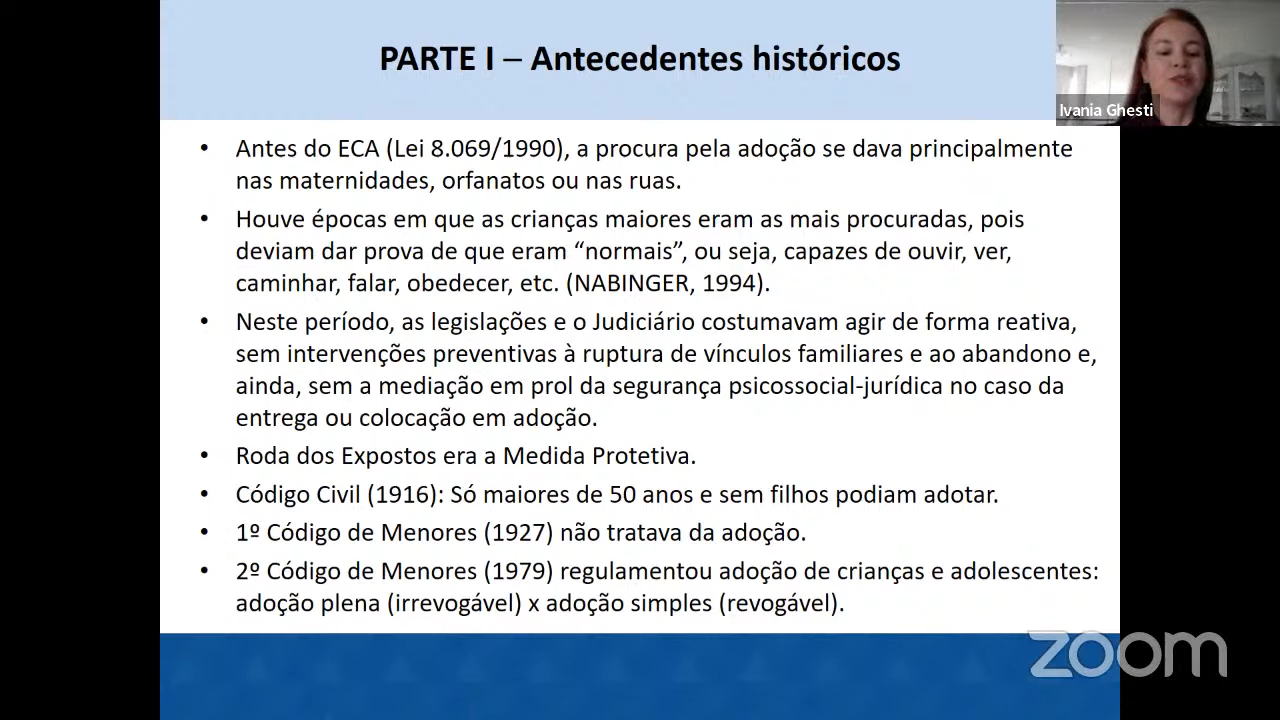 PARTE I – Antecedentes históricos
Ivania Ghesti
• Antes do ECA (Lei 8.069/1990), a procura pela adoção se dava principalmente
nas maternidades, orfanatos ou nas ruas.
• Houve épocas em que as crianças maiores eram as mais procuradas, pois
deviam dar prova de que eram “normais”, ou seja, capazes de ouvir, ver,
caminhar, falar, obedecer, etc. (NABINGER, 1994).
• Neste período, as legislações e o Judiciário costumavam agir de forma reativa,
sem intervenções preventivas à ruptura de vínculos familiares e ao abandono e,
ainda, sem a mediação em prol da segurança psicossocial-jurídica no caso da
entrega ou colocação em adoção.
• Roda dos Expostos era a Medida Protetiva.
• Código Civil (1916): Só maiores de 50 anos e sem filhos podiam adotar.
• 1º Código de Menores (1927) não tratava da adoção.
• 2º Código de Menores (1979) regulamentou adoção de crianças e adolescentes:
adoção plena (irrevogável) x adoção simples (revogável).
zoom